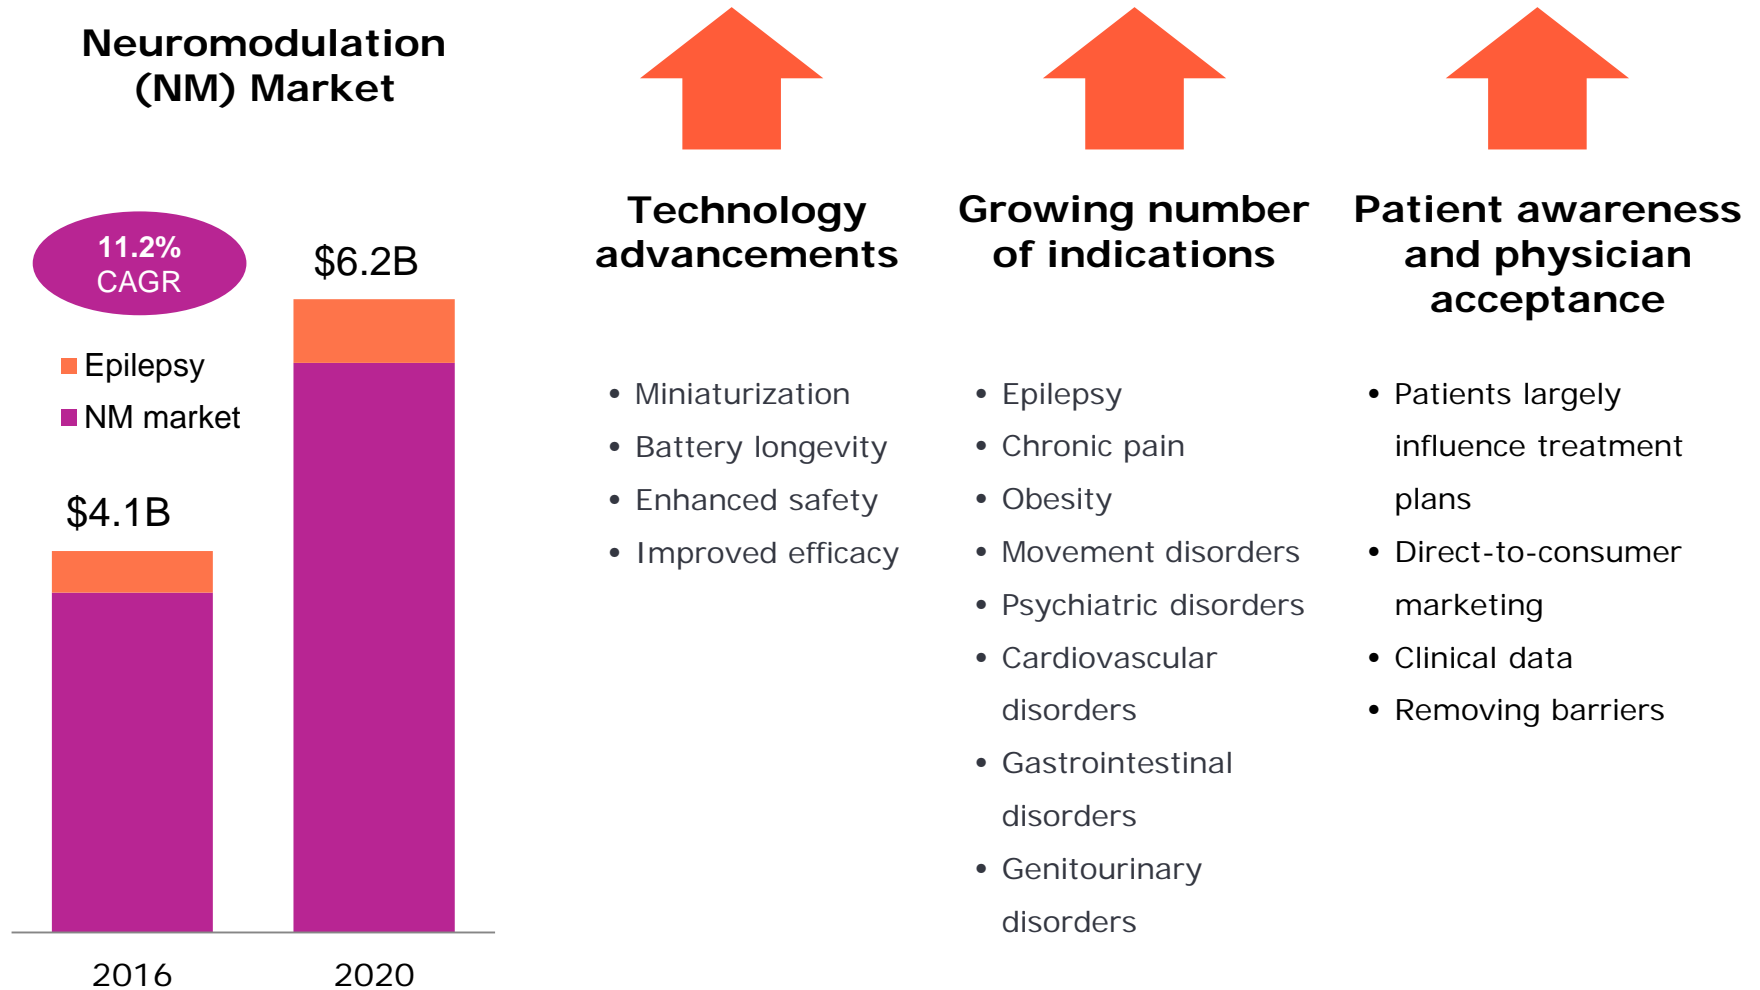 Neuromodulation
(NM) Market
11.2%
CAGR
$6.2B
Epilepsy
NM market
$4.1B
2016
2020
Technology
advancements
• Miniaturization
• Battery longevity
• Enhanced safety
• Improved efficacy
Growing number
of indications
• Epilepsy
• Chronic pain
• Obesity
• Movement disorders
• Psychiatric disorders
• Cardiovascular
disorders
• Gastrointestinal
disorders
• Genitourinary
disorders
Patient awareness
and physician
acceptance
• Patients largely
influence treatment
plans
• Direct-to-consumer
marketing
• Clinical data
• Removing barriers